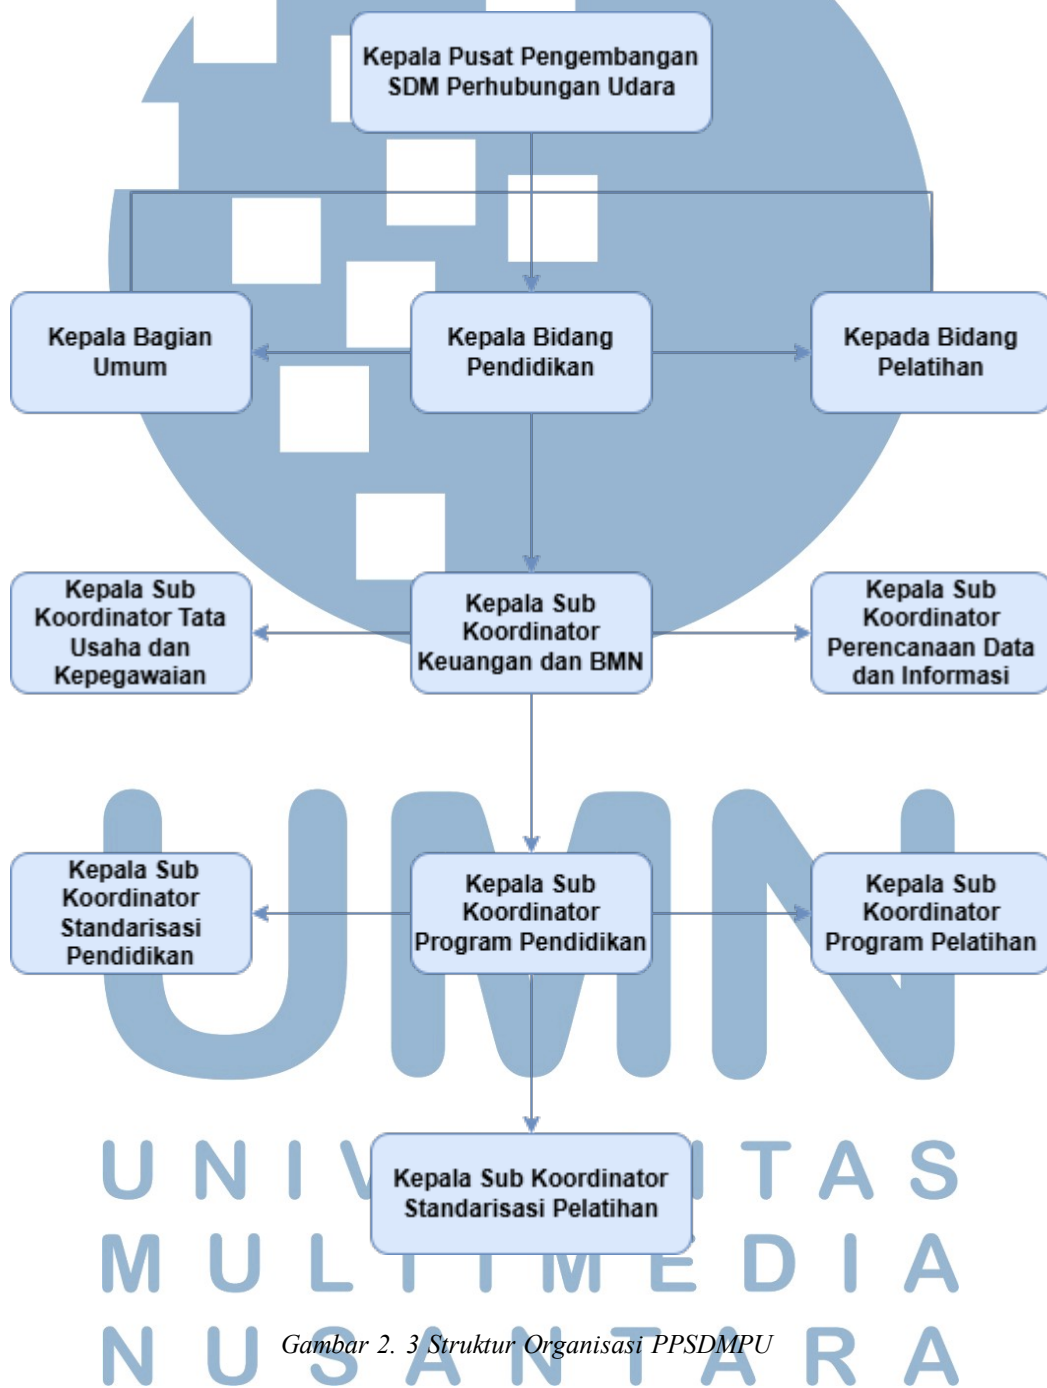 Kepala Pusat Pengembangan
SDM Perhubungan Udara
Kepala Bagian
Umum
Kepala Bidang
Pendidikan
Kepada Bidang
Pelatihan
Kepala Sub
Koordinator Tata
Usaha dan
Kepegawaian
Kepala Sub
Koordinator
Keuangan dan BMN
Kepala Sub
Koordinator
Perencanaan Data
dan Informasi
Kepala Sub
Koordinator
Standarisasi
Pendidikan
Kepala Sub
Koordinator
Program Pendidikan
Kepala Sub
Koordinator
Program Pelatihan
Kepala Sub Koordinator
Standarisasi Pelatihan
Gambar 2. 3 Struktur Organisasi PPSDMPU
UMN
MULTIMEDIA
NUSANTARA